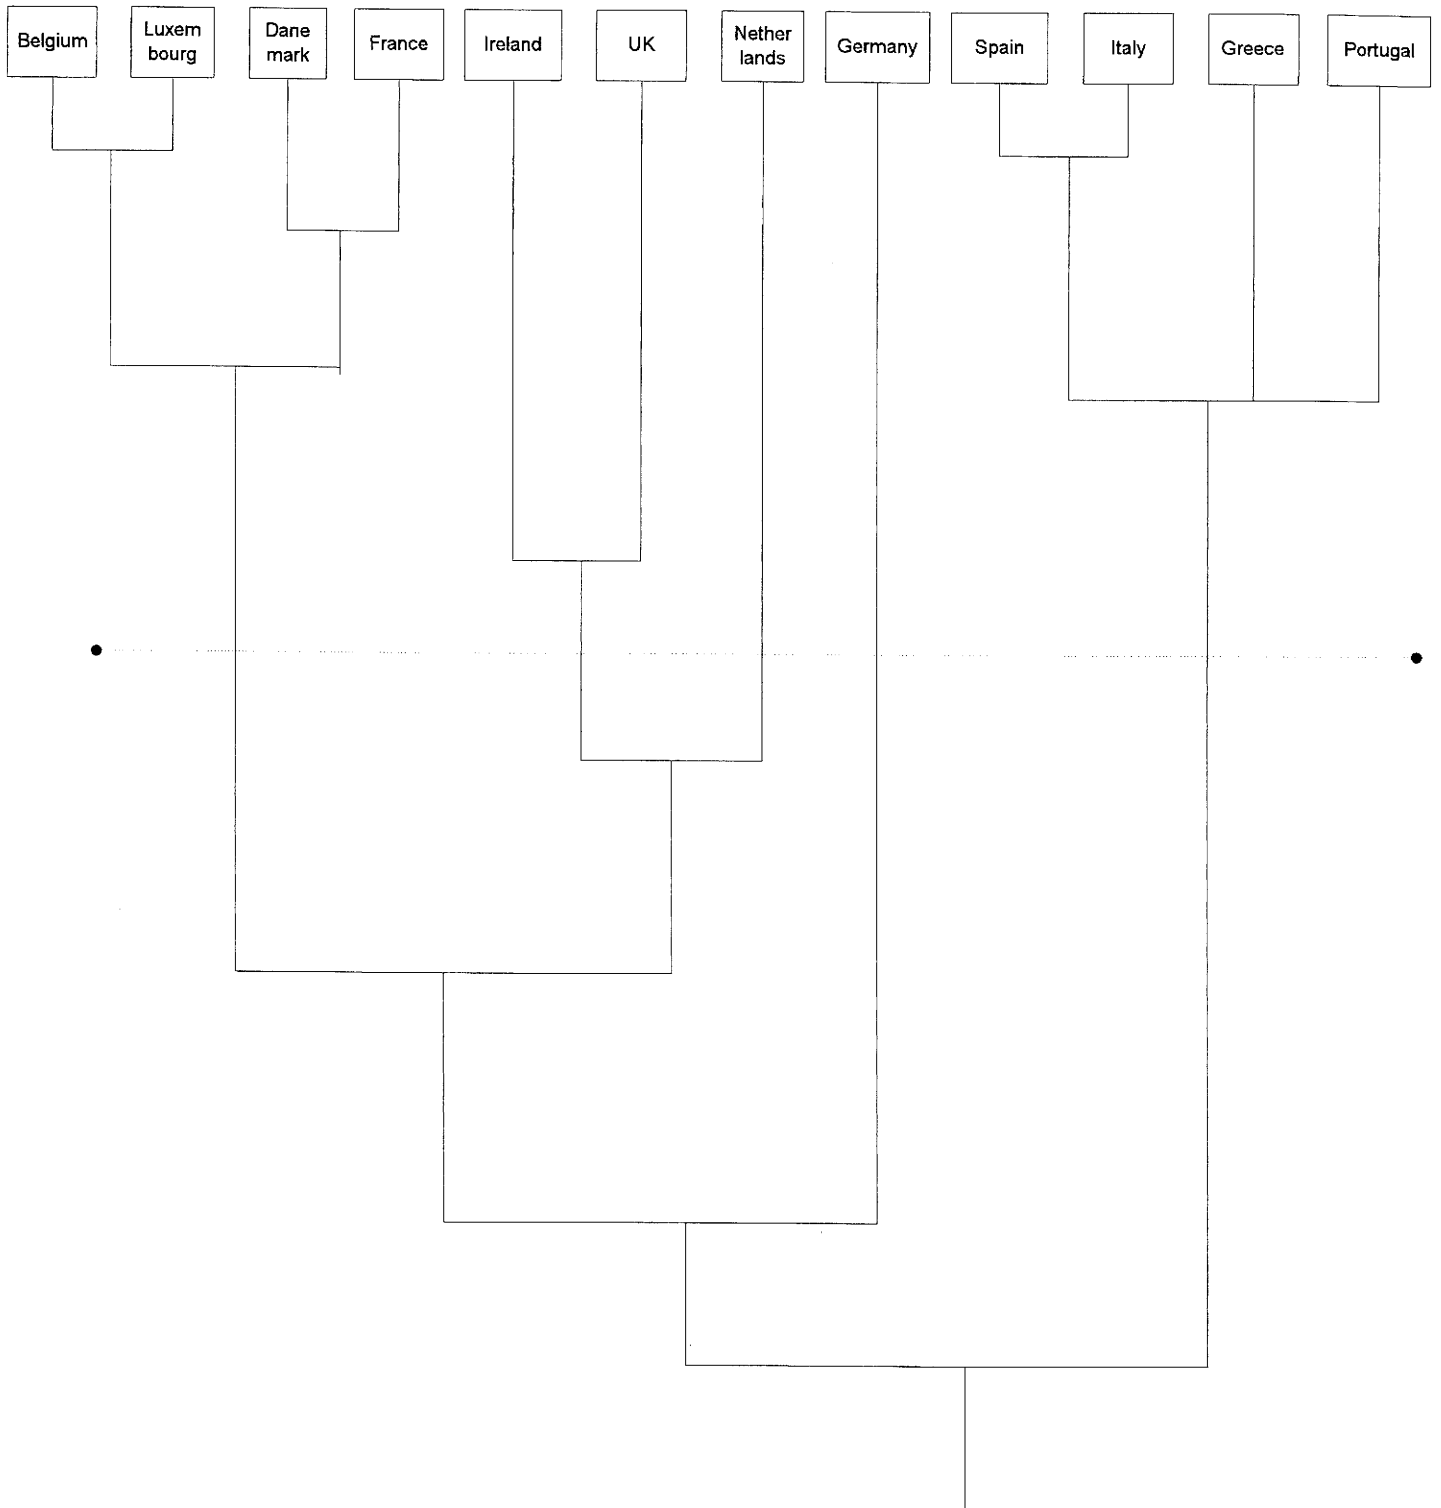 Belgium
Luxem
bourg
Dane
mark
France
Ireland
UK
Nether
lands
Germany
Spain
Italy
Greece
Portugal